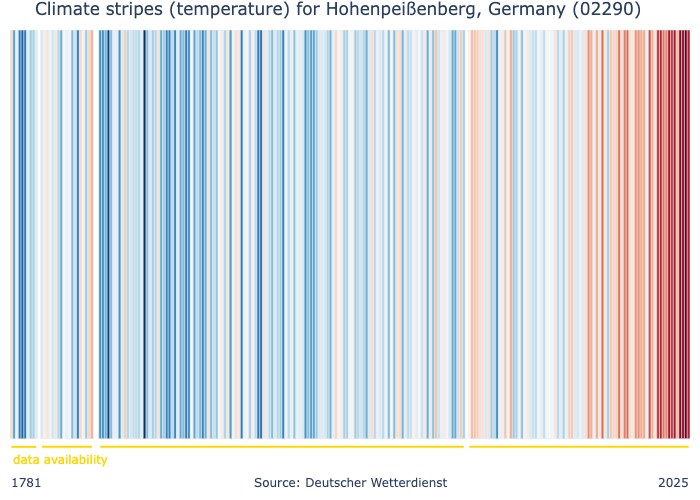 Climate stripes (temperature) for Hohenpeißenberg, Germany (02290)
data availability
1781 Source: Deutscher Wetterdienst 2025